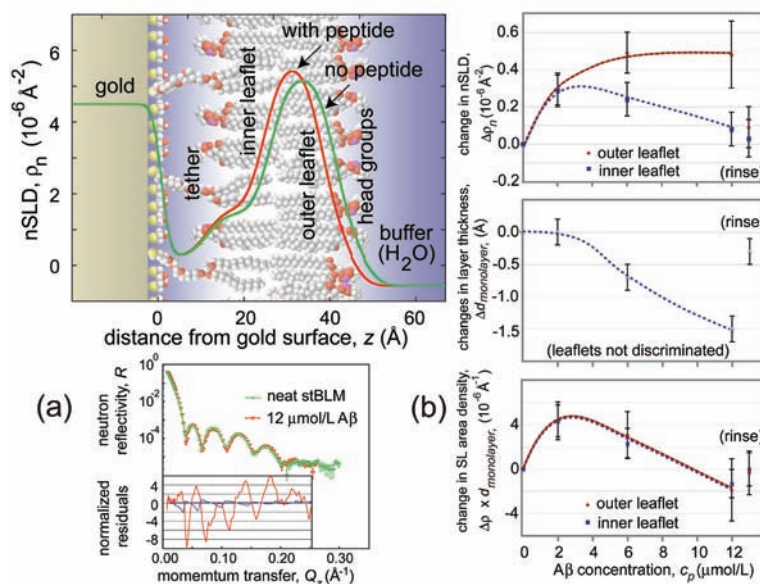 with peptide
no peptide
gold
inner leaflet
tether
outer leaflet
head groups
buffer
(H₂O)
nSLD, ρn (10⁻⁶ Å⁻²)
6
4
2
0
0
20
40
60
distance from gold surface, z (Å)
(a)
neutron
reflectivity, R
10⁰
10⁻²
10⁻⁴
neat stBLM
12 μmol/L Aβ
normalized
residuals
4
0
-4
-8
0.00
0.10
0.20
0.30
momemtum transfer, Qz (Å⁻¹)
change in nSLD,
Δρn (10⁻⁶ Å⁻²)
0.6
0.4
0.2
0.0
-0.2
outer leaflet
inner leaflet
(rinse)
changes in layer thickness,
Δdmonolayer, (Å)
0.0
-0.5
-1.0
-1.5
(rinse)
(leaflets not discriminated)
(b)
change in SL area density,
Δρ x dmonolayer, (10⁻⁶ Å⁻¹)
4
0
-4
(rinse)
outer leaflet
inner leaflet
0
2
4
6
8
10
12
14
Aβ concentration, cp (μmol/L)